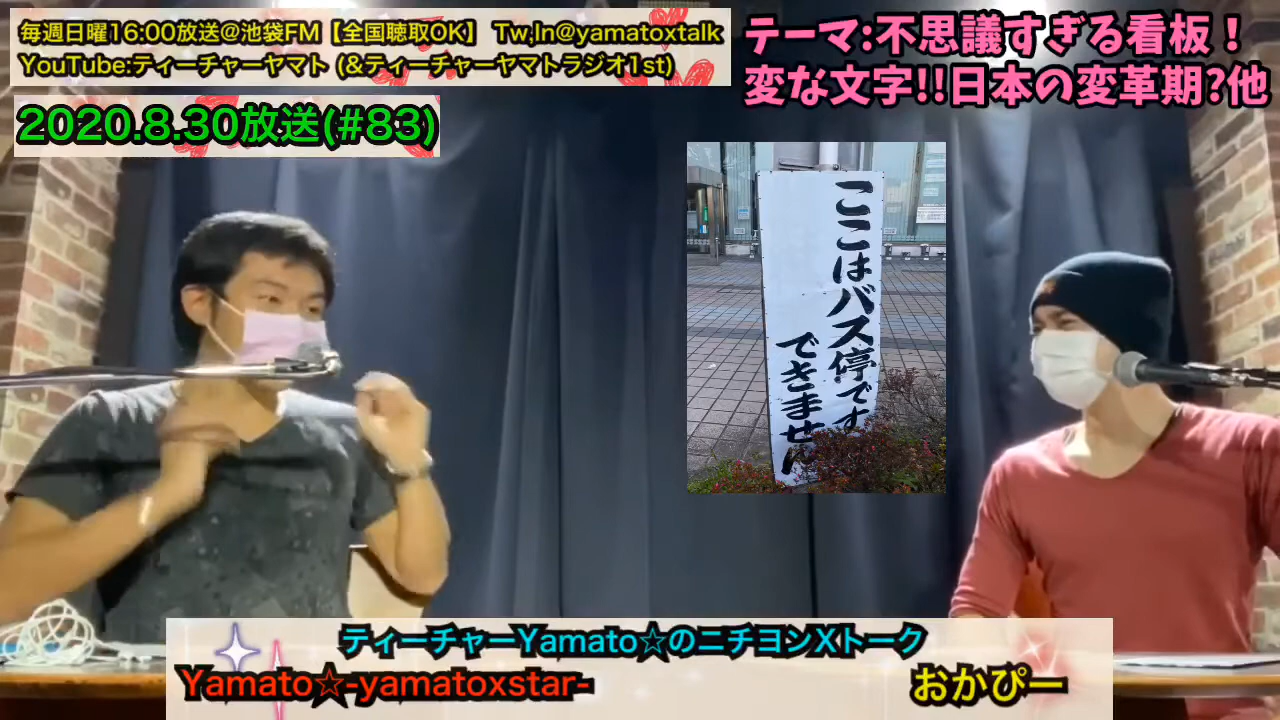 毎週日曜16:00放送@池袋FM【全国聴取OK】 Tw,In@yamatoxtalk
YouTube:ティーチャーヤマト (&ティーチャーヤマトラジオ1st)
テーマ:不思議すぎる看板！
変な文字!!日本の変革期?他
2020.8.30放送(#83)
ここはバス停です
できません
ティーチャーYamato☆のニチヨンXトーク
Yamato☆-yamatoxstar-
おかぴー